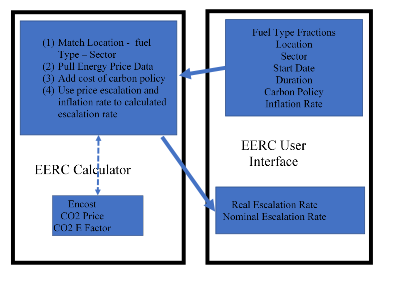 (1) Match Location - fuel
Type – Sector
(2) Pull Energy Price Data
(3) Add cost of carbon policy
(4) Use price escalation and
inflation rate to calculated
escalation rate
EERC Calculator
Encost
CO2 Price
CO2 E Factor
Fuel Type Fractions
Location
Sector
Start Date
Duration
Carbon Policy
Inflation Rate
EERC User
Interface
Real Escalation Rate
Nominal Escalation Rate